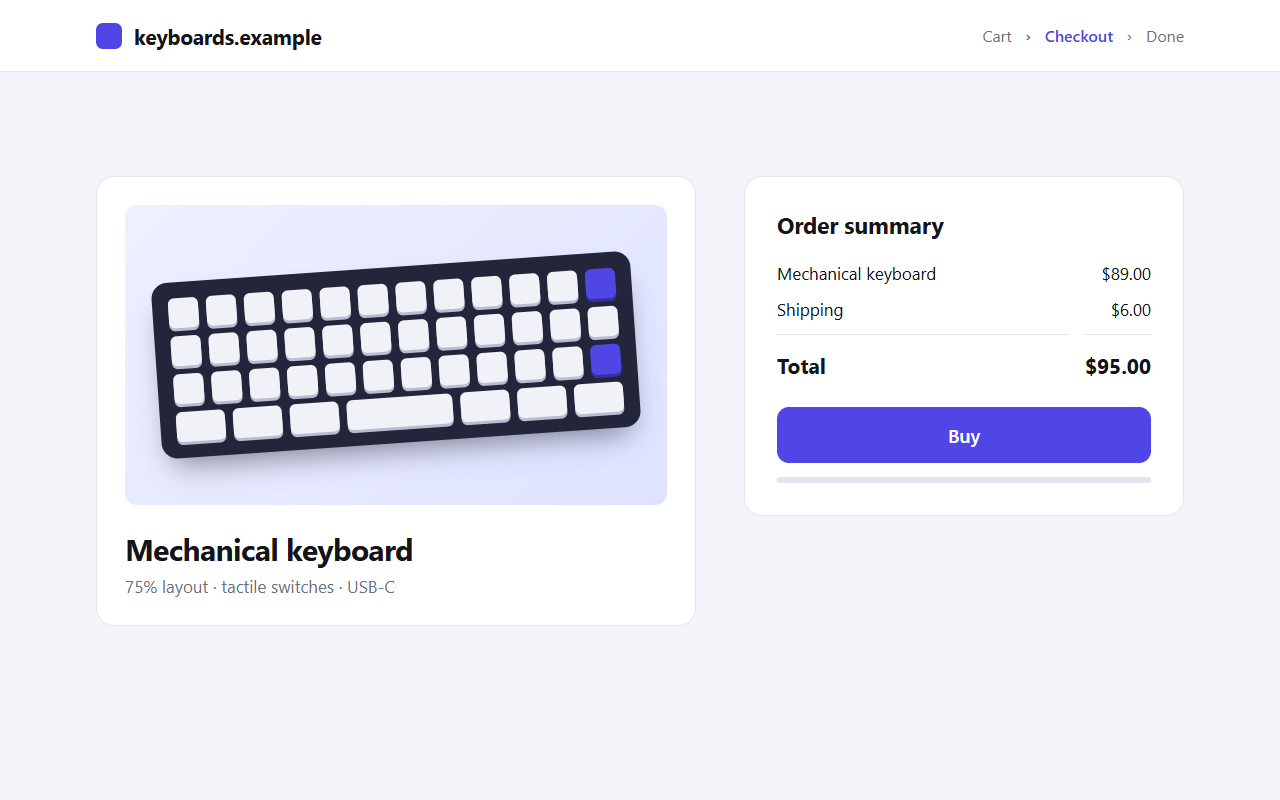 keyboards.example
Cart › Checkout › Done
Mechanical keyboard
75% layout · tactile switches · USB-C
Order summary
Mechanical keyboard $89.00
Shipping $6.00
Total $95.00
Buy